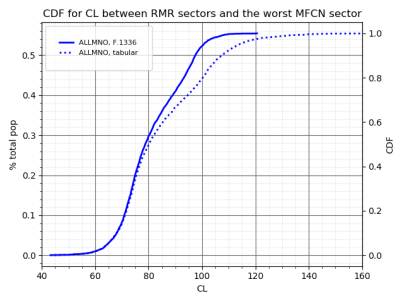 CDF for CL between RMR sectors and the worst MFCN sector
ALLMNO, F.1336
ALLMNO, tabular
% total pop
0.5
0.4
0.3
0.2
0.1
0.0
1.0
0.8
0.6
0.4
0.2
0.0
CDF
40 60 80 100 120 140 160
CL